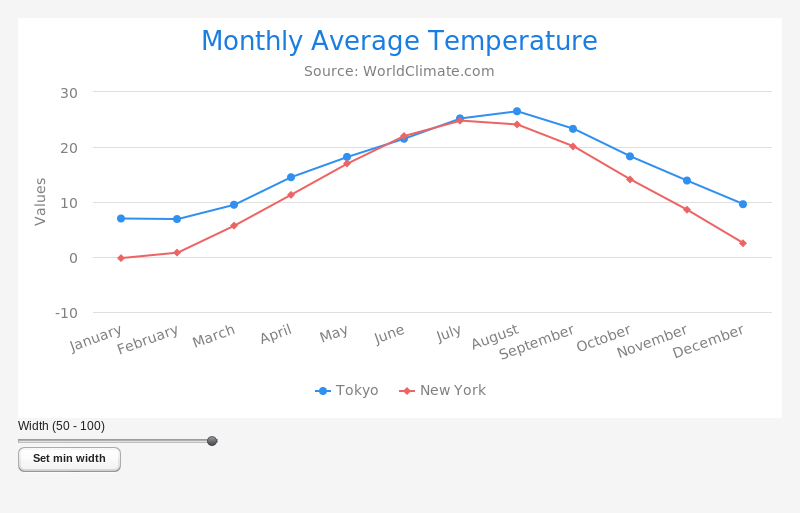 Monthly Average Temperature
Source: WorldClimate.com
30
20
10
0
-10
Values
January
February
March
April
May
June
July
August
September
October
November
December
Tokyo
New York
Width (50 - 100)
Set min width